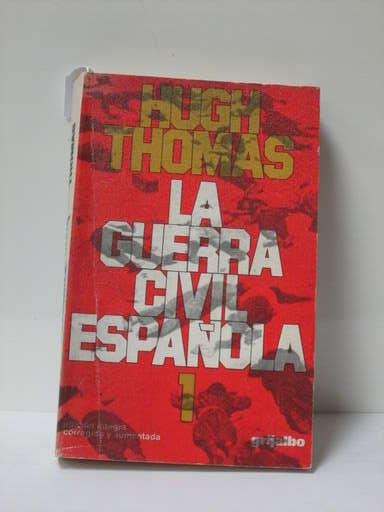 HUGH
THOMAS
LA
GUERRA
CIVIL
ESPAÑOLA
1
edición íntegra
corregida y aumentada
grijalbo